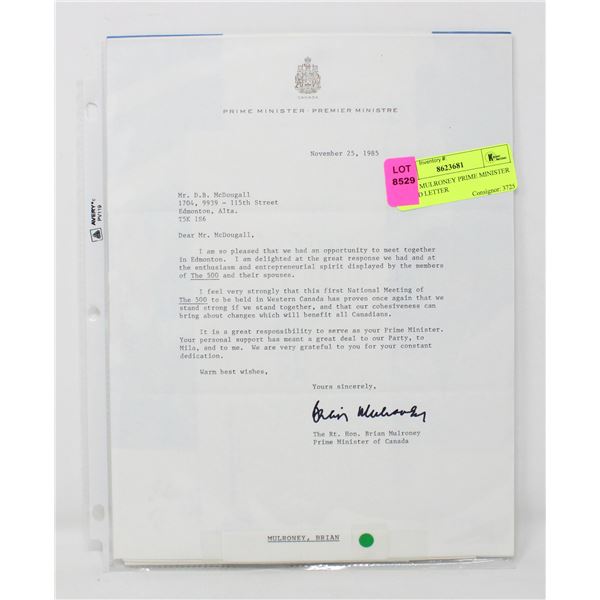 CANADA
PRIME MINISTER · PREMIER MINISTRE
November 25, 1985
LOT
8529
Inventory #
8623681
MULRONEY PRIME MINISTER
D LETTER
Consignor: 3725
Mr. D.B. McDougall
1704, 9939 - 115th Street
Edmonton, Alta.
T5K 1S6
Dear Mr. McDougall,
I am so pleased that we had an opportunity to meet together
in Edmonton. I am delighted at the great response we had and at
the enthusiasm and entrepreneurial spirit displayed by the members
of The 500 and their spouses.
I feel very strongly that this first National Meeting of
The 500 to be held in Western Canada has proven once again that we
stand strong if we stand together, and that our cohesiveness can
bring about changes which will benefit all Canadians.
It is a great responsibility to serve as your Prime Minister.
Your personal support has meant a great deal to our Party, to
Mila, and to me. We are very grateful to you for your constant
dedication.
Warm best wishes,
Yours sincerely,
Brian Mulroney
The Rt. Hon. Brian Mulroney
Prime Minister of Canada
MULRONEY, BRIAN
AVERY
PV119